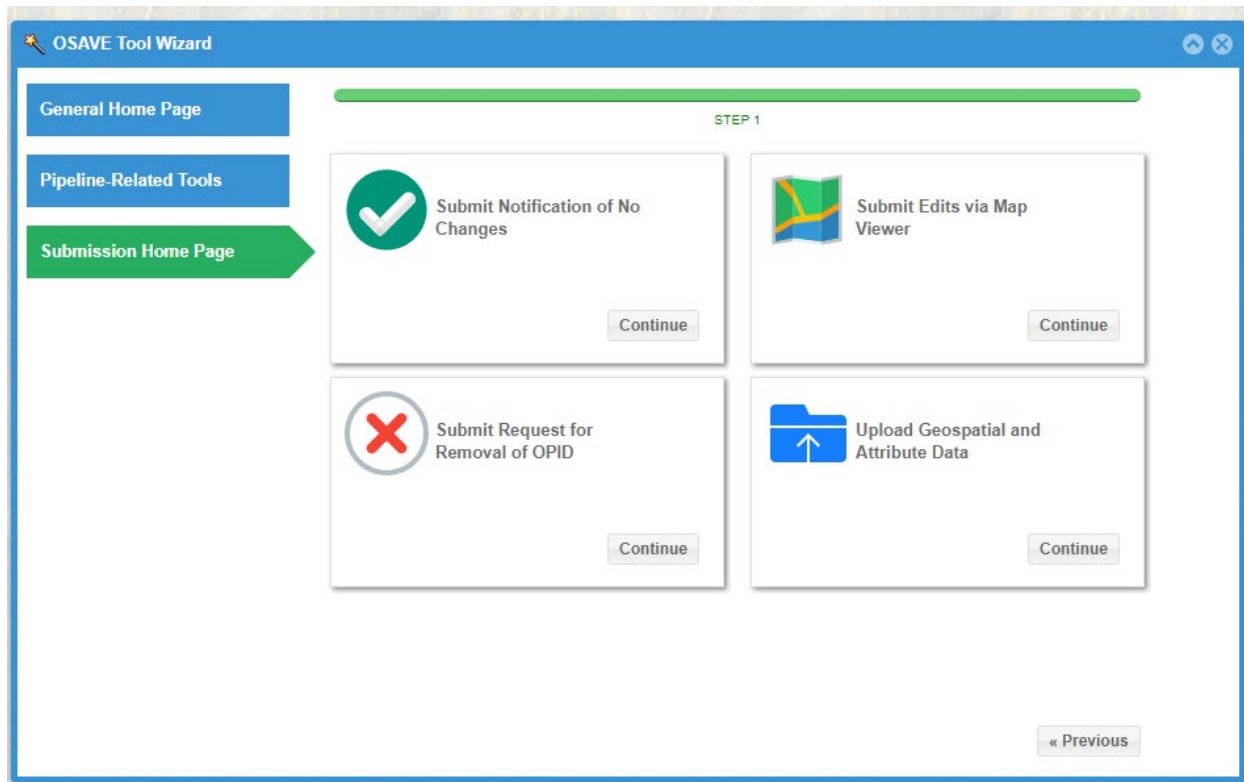 OSAVE Tool Wizard
General Home Page
Pipeline-Related Tools
Submission Home Page
STEP 1
Submit Notification of No
Changes
Continue
Submit Edits via Map
Viewer
Continue
Submit Request for
Removal of OPID
Continue
Upload Geospatial and
Attribute Data
Continue
« Previous